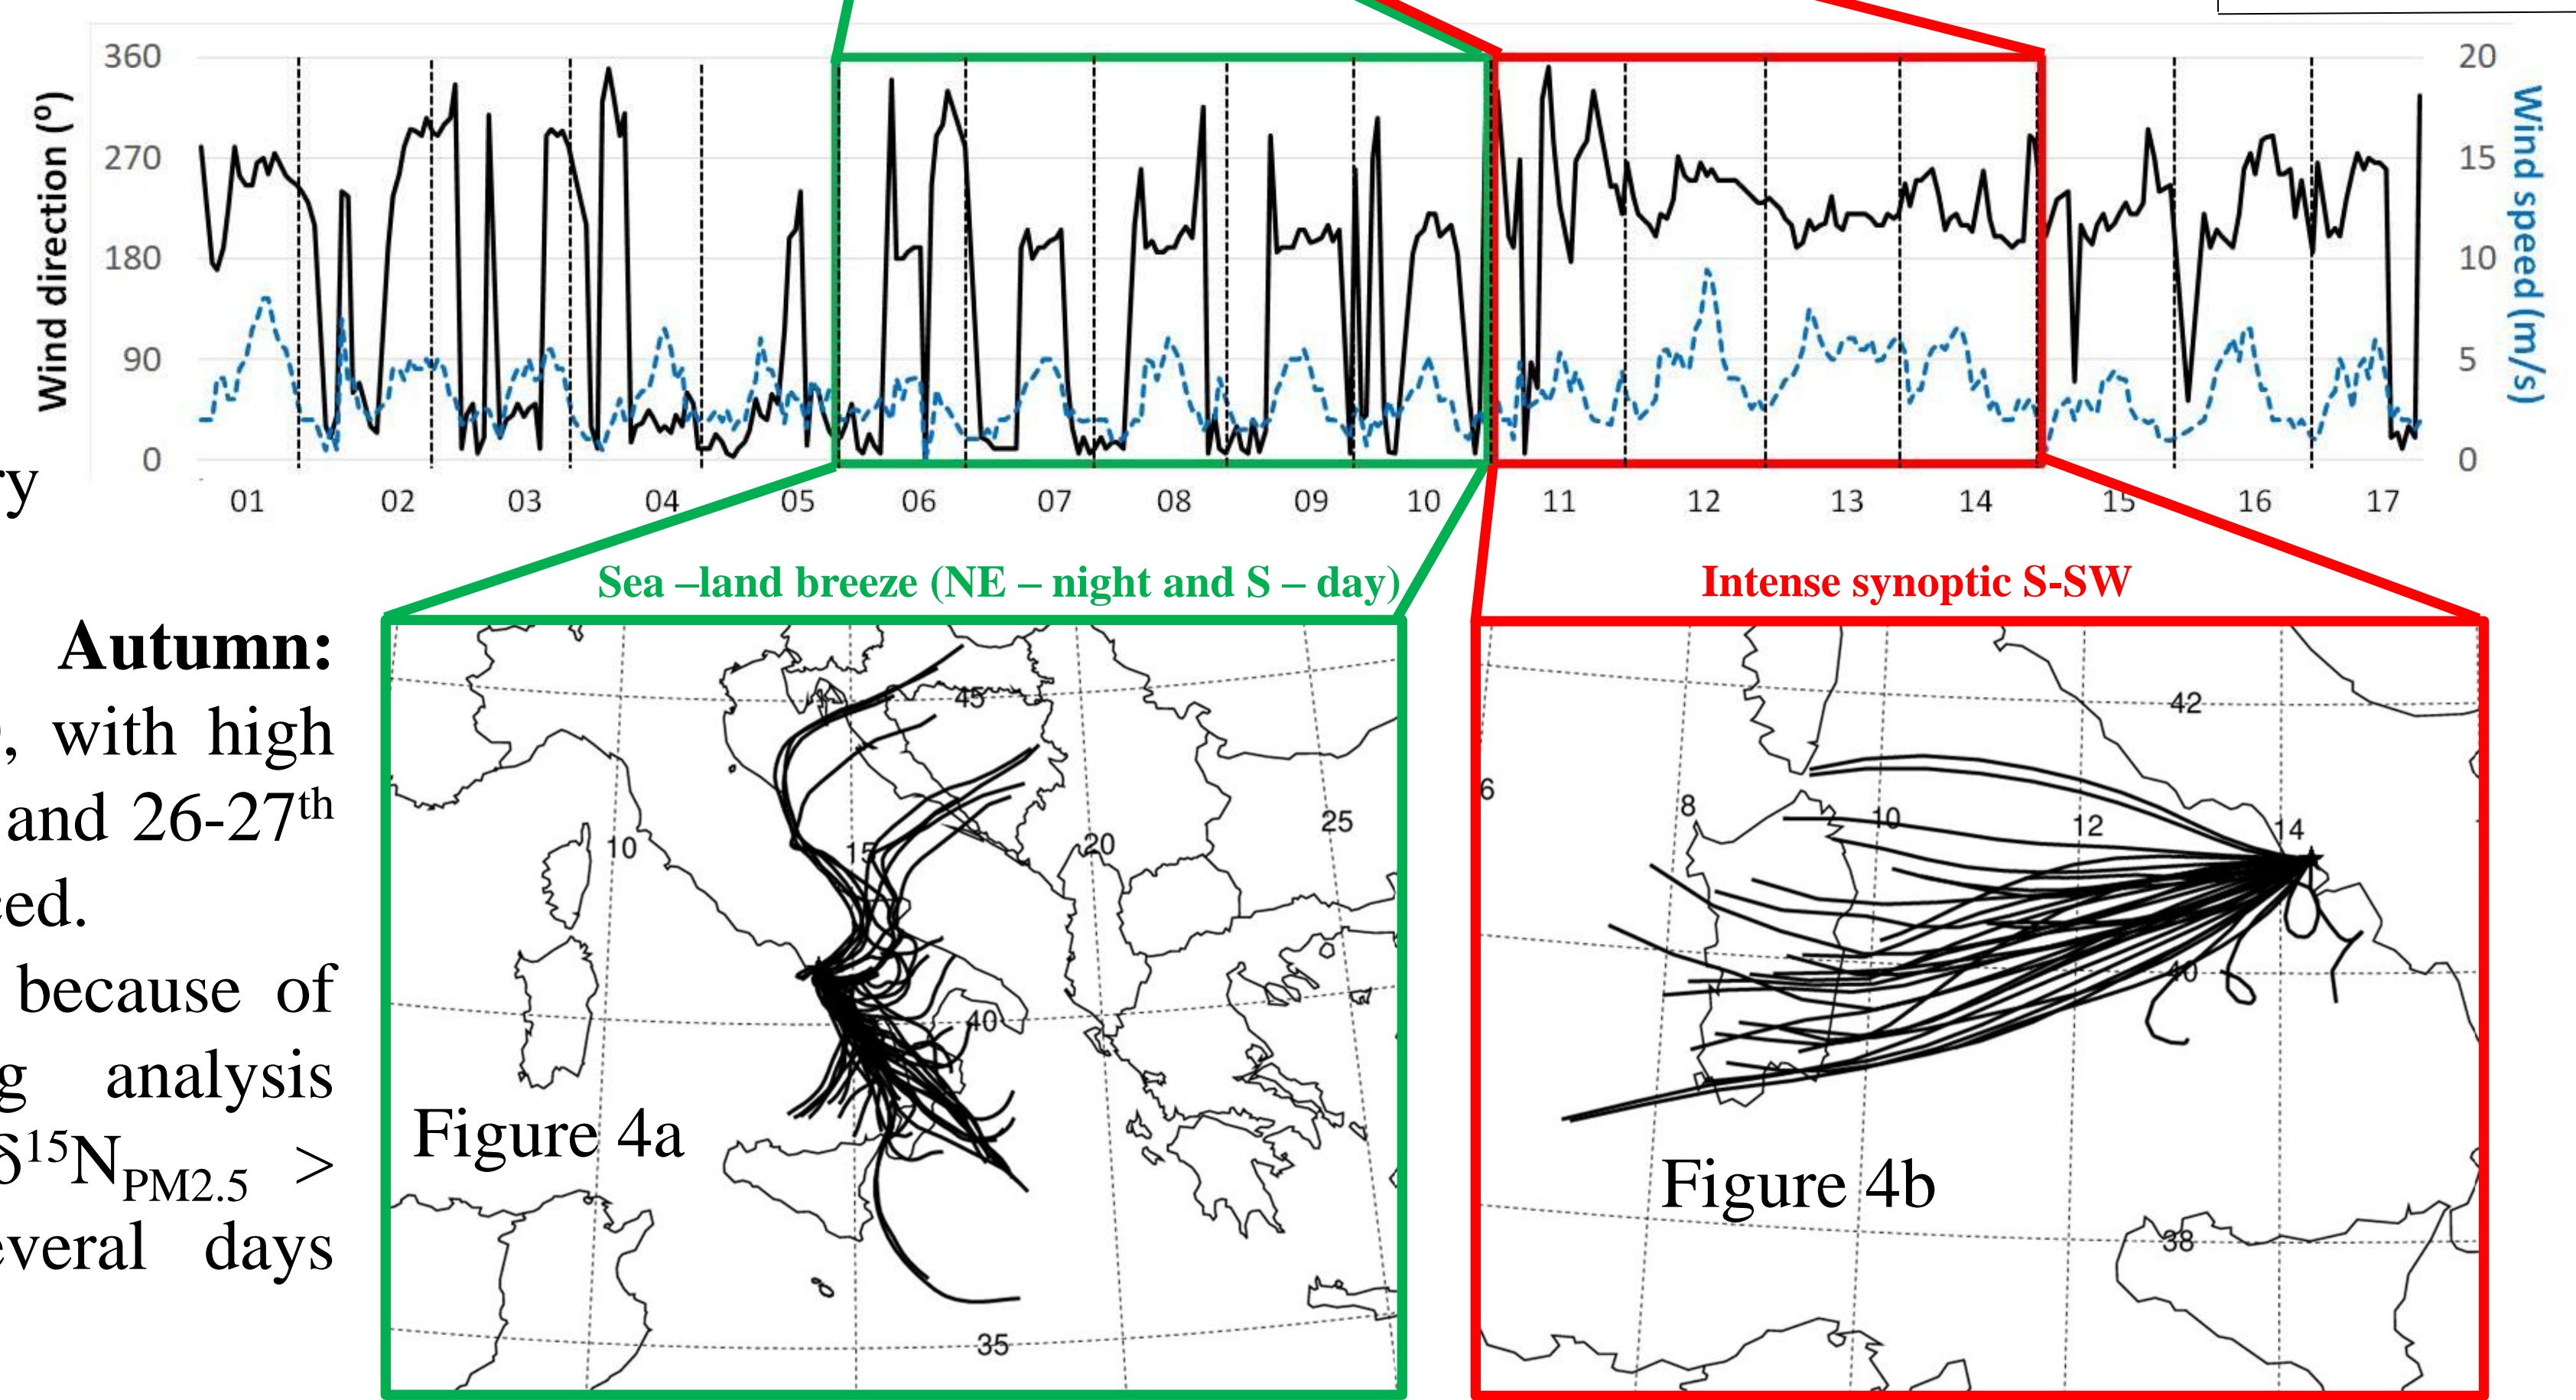 360
270
180
90
0
Wind direction (º)
20
15
10
5
0
Wind speed (m/s)
01 02 03 04 05 06 07 08 09 10 11 12 13 14 15 16 17
Sea –land breeze (NE – night and S – day)
Intense synoptic S-SW
Autumn:
, with high
and 26-27th
because of
analysis
δ15NPM2.5 >
days
45
10
15
20
25
40
35
Figure 4a
42
6
8
10
12
14
40
38
Figure 4b